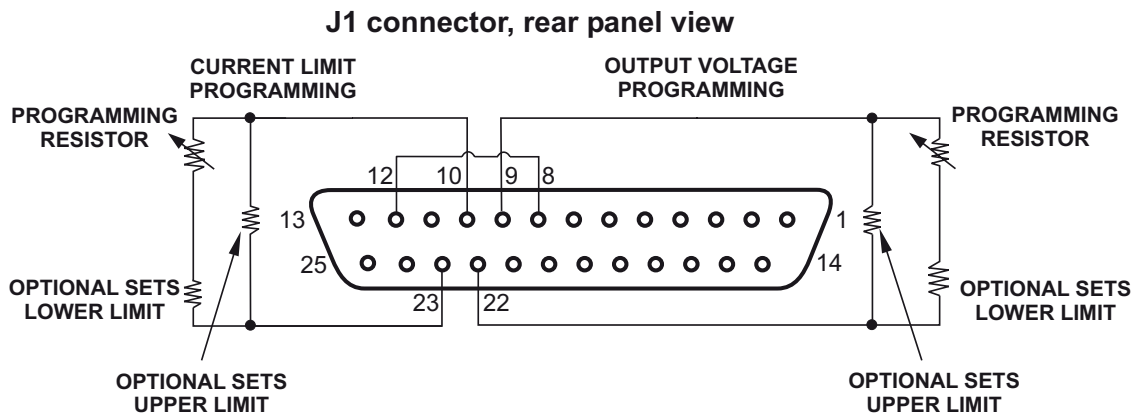 J1 connector, rear panel view
CURRENT LIMIT
PROGRAMMING
OUTPUT VOLTAGE
PROGRAMMING
PROGRAMMING
RESISTOR
PROGRAMMING
RESISTOR
12
10
9
8
13
1
25
14
23
22
OPTIONAL SETS
LOWER LIMIT
OPTIONAL SETS
LOWER LIMIT
OPTIONAL SETS
UPPER LIMIT
OPTIONAL SETS
UPPER LIMIT